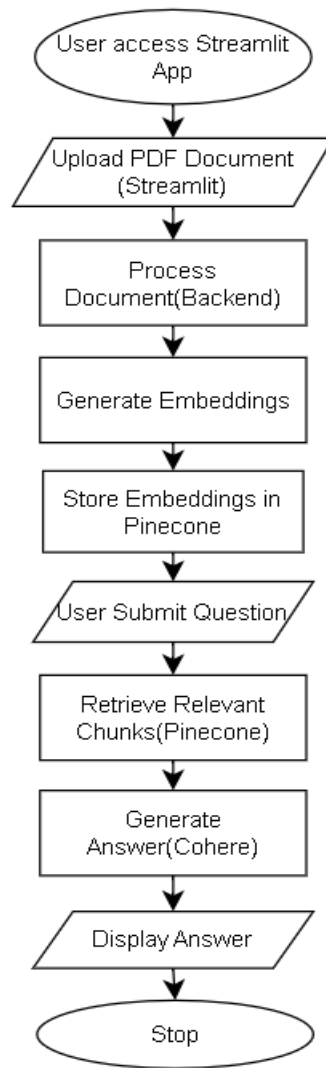 User access Streamlit
App
Upload PDF Document
(Streamlit)
Process
Document(Backend)
Generate Embeddings
Store Embeddings in
Pinecone
User Submit Question
Retrieve Relevant
Chunks(Pinecone)
Generate
Answer(Cohere)
Display Answer
Stop